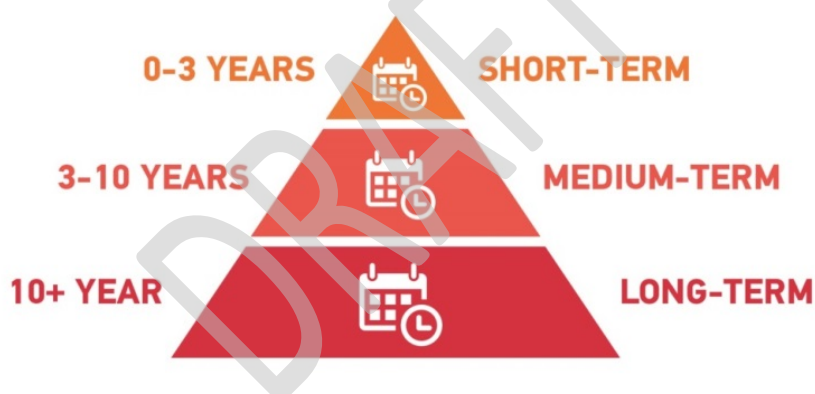 0-3 YEARS SHORT-TERM
3-10 YEARS MEDIUM-TERM
10+ YEAR LONG-TERM
DRAFT